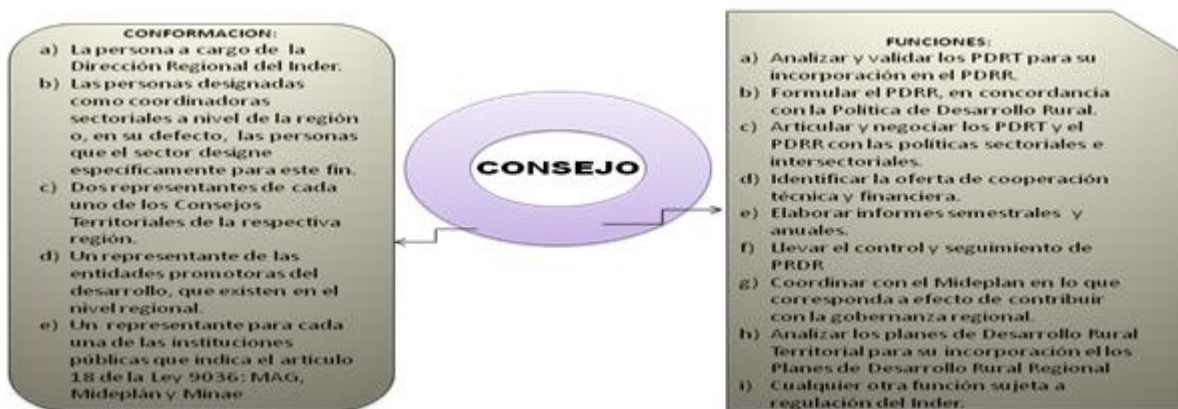 CONFORMACION:
a) La persona a cargo de la
Dirección Regional del Inder.
b) Las personas designadas
como coordinadoras
sectoriales a nivel de la región
o, en su defecto, las personas
que el sector designe
específicamente para este fin.
c) Dos representantes de cada
uno de los Consejos
Territoriales de la respectiva
región.
d) Un representante de las
entidades promotoras del
desarrollo, que existen en el
nivel regional.
e) Un representante para cada
una de las instituciones
públicas que indica el artículo
18 de la Ley 9036: MAG,
Mideplán y Minae
CONSEJO
FUNCIONES:
a) Analizar y validar los PDRT para su
incorporación en el PDRR.
b) Formular el PDRR, en concordancia
con la Política de Desarrollo Rural.
c) Articular y negociar los PDRT y el
PDRR con las políticas sectoriales e
intersectoriales.
d) Identificar la oferta de cooperación
técnica y financiera.
e) Elaborar informes semestrales y
anuales.
f) Llevar el control y seguimiento de
PRDR
g) Coordinar con el Mideplan en lo que
corresponda a efecto de contribuir
con la gobernanza regional.
h) Analizar los planes de Desarrollo Rural
Territorial para su incorporación el los
Planes de Desarrollo Rural Regional
i) Cualquier otra función sujeta a
regulación del Inder.